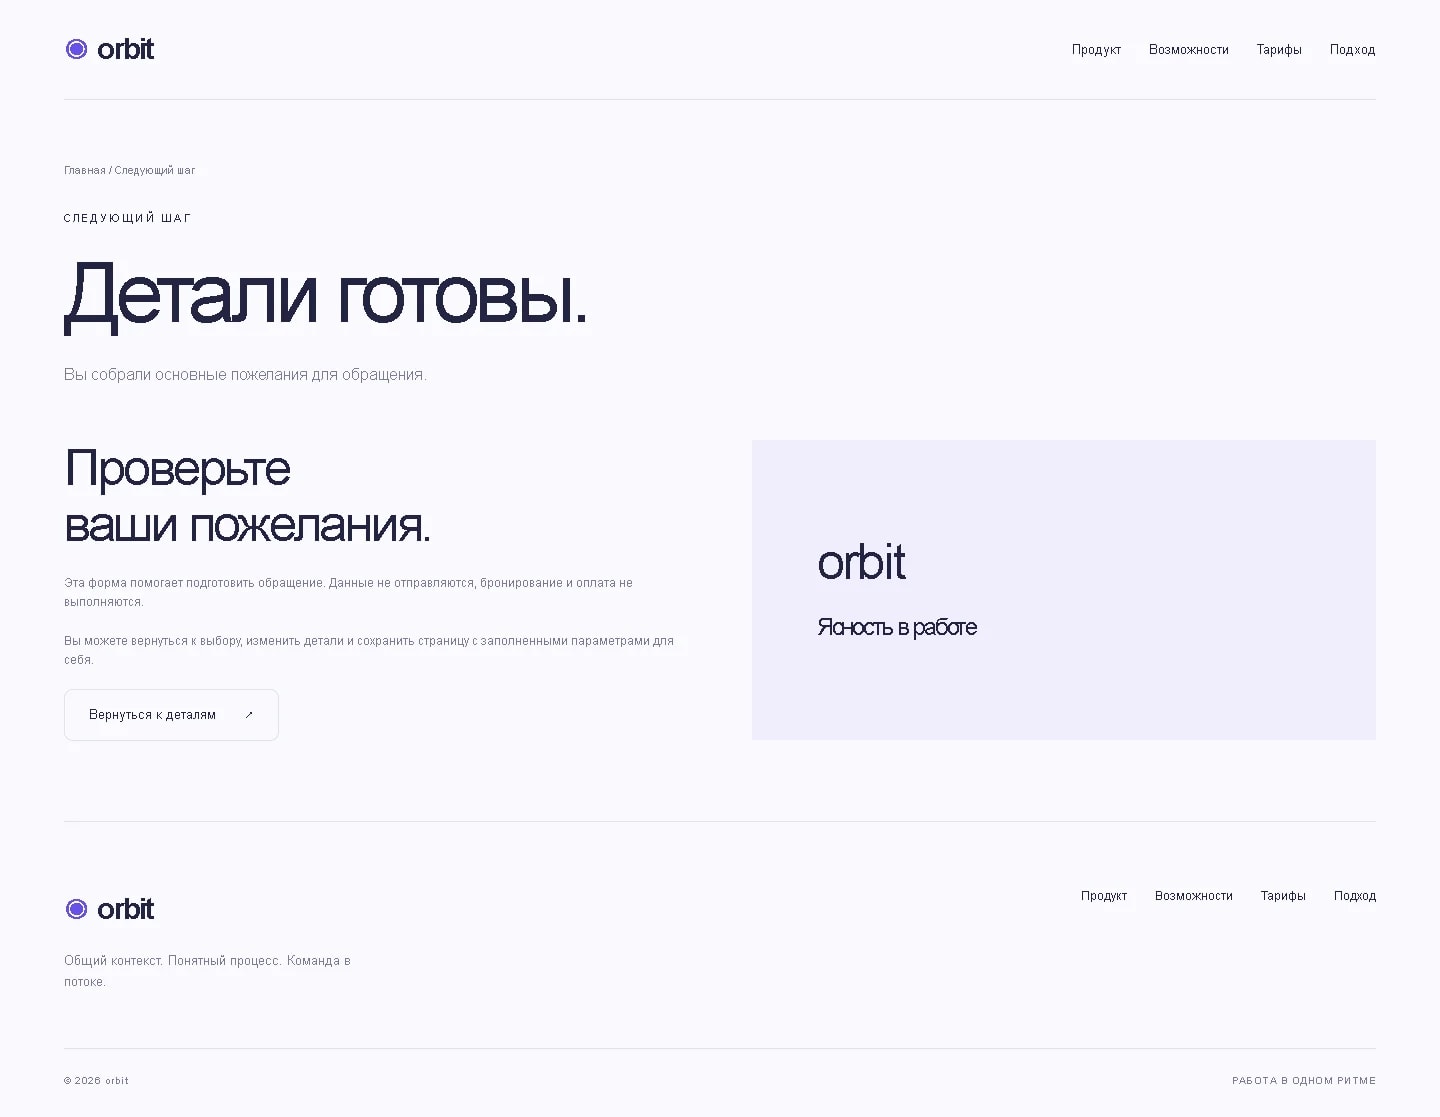 orbit
Продукт Возможности Тарифы Подход
Главная / Следующий шаг
СЛЕДУЮЩИЙ ШАГ
Детали готовы.
Вы собрали основные пожелания для обращения.
Проверьте
ваши пожелания.
Эта форма помогает подготовить обращение. Данные не отправляются, бронирование и оплата не
выполняются.
Вы можете вернуться к выбору, изменить детали и сохранить страницу с заполненными параметрами для
себя.
Вернуться к деталям ↗
orbit
Ясность в работе
orbit
Продукт Возможности Тарифы Подход
Общий контекст. Понятный процесс. Команда в
потоке.
© 2026 orbit
РАБОТА В ОДНОМ РИТМЕ